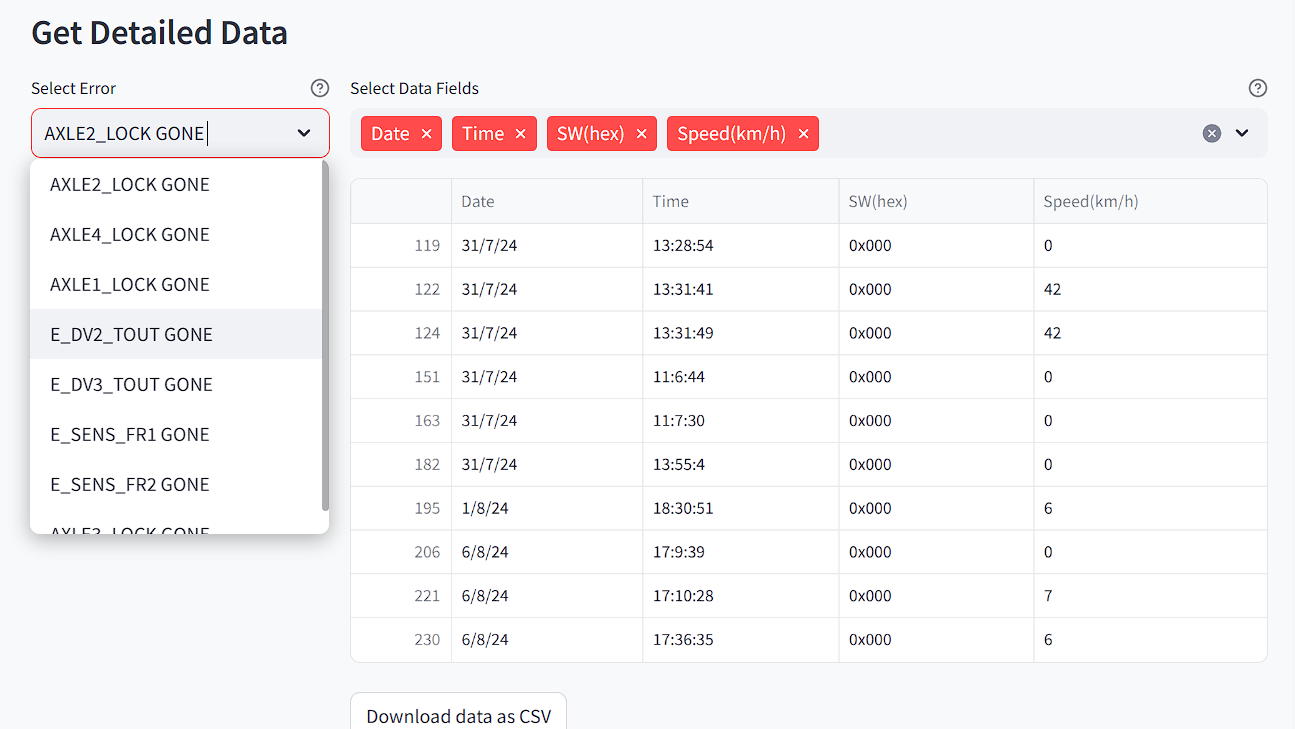 Get Detailed Data
Select Error
Select Data Fields
AXLE2_LOCK GONE
Date Time SW(hex) Speed(km/h)
AXLE2_LOCK GONE
AXLE4_LOCK GONE
AXLE1_LOCK GONE
E_DV2_TOUT GONE
E_DV3_TOUT GONE
E_SENS_FR1 GONE
E_SENS_FR2 GONE
AXLE3_LOCK GONE
Date Time SW(hex) Speed(km/h)
119 31/7/24 13:28:54 0x000 0
122 31/7/24 13:31:41 0x000 42
124 31/7/24 13:31:49 0x000 42
151 31/7/24 11:6:44 0x000 0
163 31/7/24 11:7:30 0x000 0
182 31/7/24 13:55:4 0x000 0
195 1/8/24 18:30:51 0x000 6
206 6/8/24 17:9:39 0x000 0
221 6/8/24 17:10:28 0x000 7
230 6/8/24 17:36:35 0x000 6
Download data as CSV